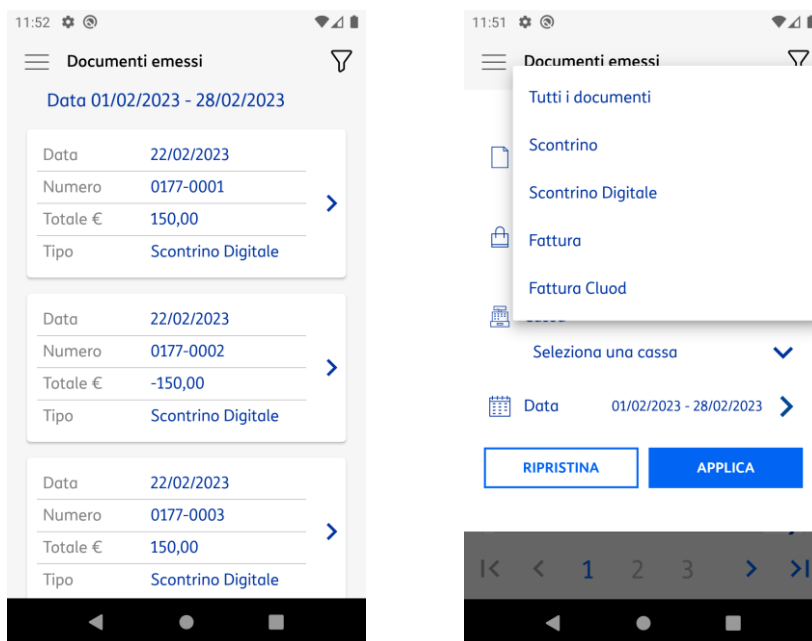 11:52
Documenti emessi
Data 01/02/2023 - 28/02/2023
Data 22/02/2023
Numero 0177-0001
Totale € 150,00
Tipo Scontrino Digitale
Data 22/02/2023
Numero 0177-0002
Totale € -150,00
Tipo Scontrino Digitale
Data 22/02/2023
Numero 0177-0003
Totale € 150,00
Tipo Scontrino Digitale
11:51
Documenti emessi
Tutti i documenti
Scontrino
Scontrino Digitale
Fattura
Fattura Cluod
Seleziona una cassa
Data 01/02/2023 - 28/02/2023
RIPRISTINA APPLICA
1 2 3